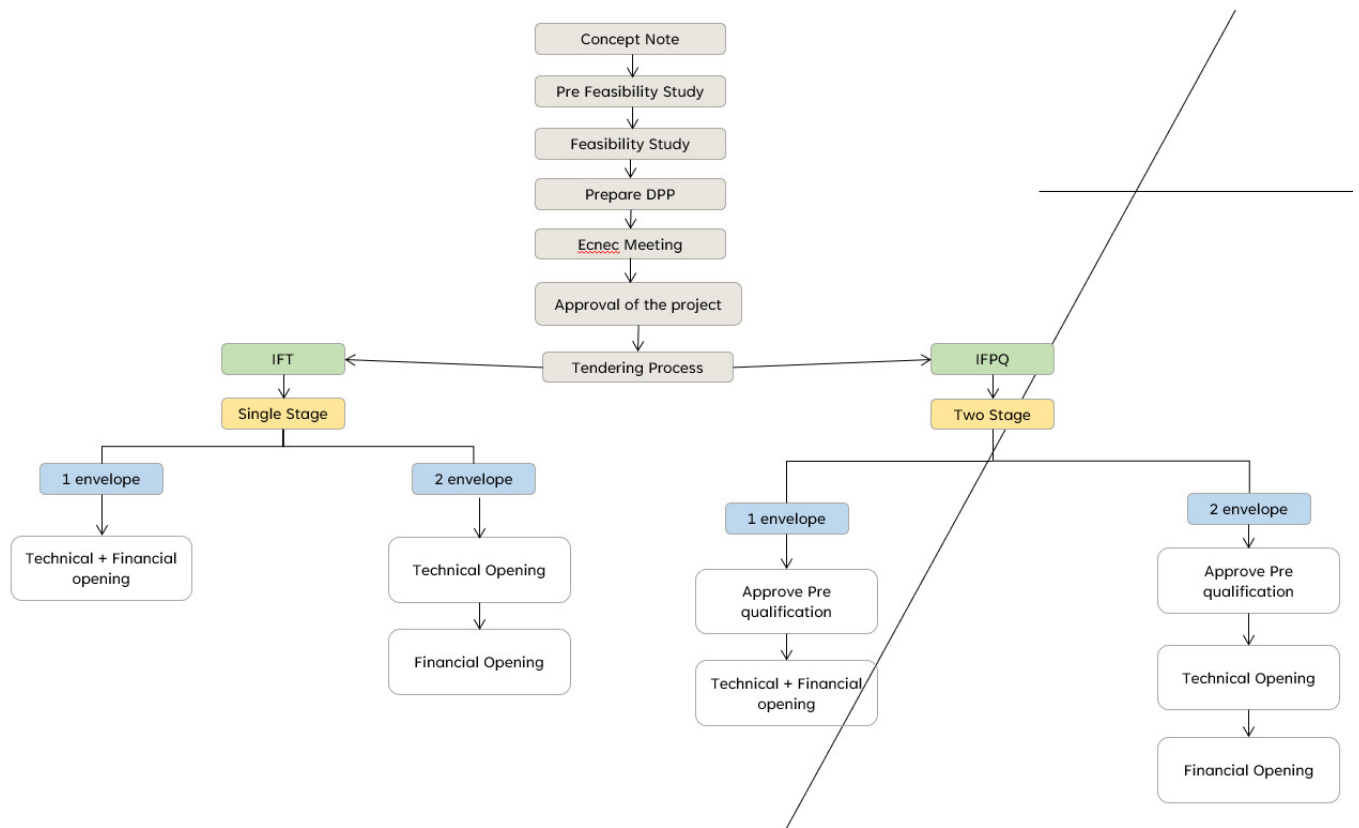 Concept Note
Pre Feasibility Study
Feasibility Study
Prepare DPP
Ecnec Meeting
Approval of the project
Tendering Process
IFT
IFPQ
Single Stage
Two Stage
1 envelope
2 envelope
Technical + Financial
opening
Technical Opening
Financial Opening
1 envelope
2 envelope
Approve Pre
qualification
Technical + Financial
opening
Approve Pre
qualification
Technical Opening
Financial Opening